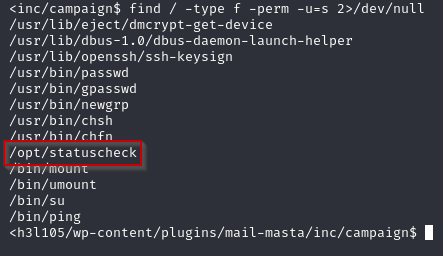 <inc/campaign$ find / -type f -perm -u=s 2>/dev/null
/usr/lib/eject/dmcrypt-get-device
/usr/lib/dbus-1.0/dbus-daemon-launch-helper
/usr/lib/openssh/ssh-keysign
/usr/bin/passwd
/usr/bin/gpasswd
/usr/bin/newgrp
/usr/bin/chsh
/usr/bin/chfn
/opt/statuscheck
/bin/mount
/bin/umount
/bin/su
/bin/ping
<h3l105/wp-content/plugins/mail-masta/inc/campaign$